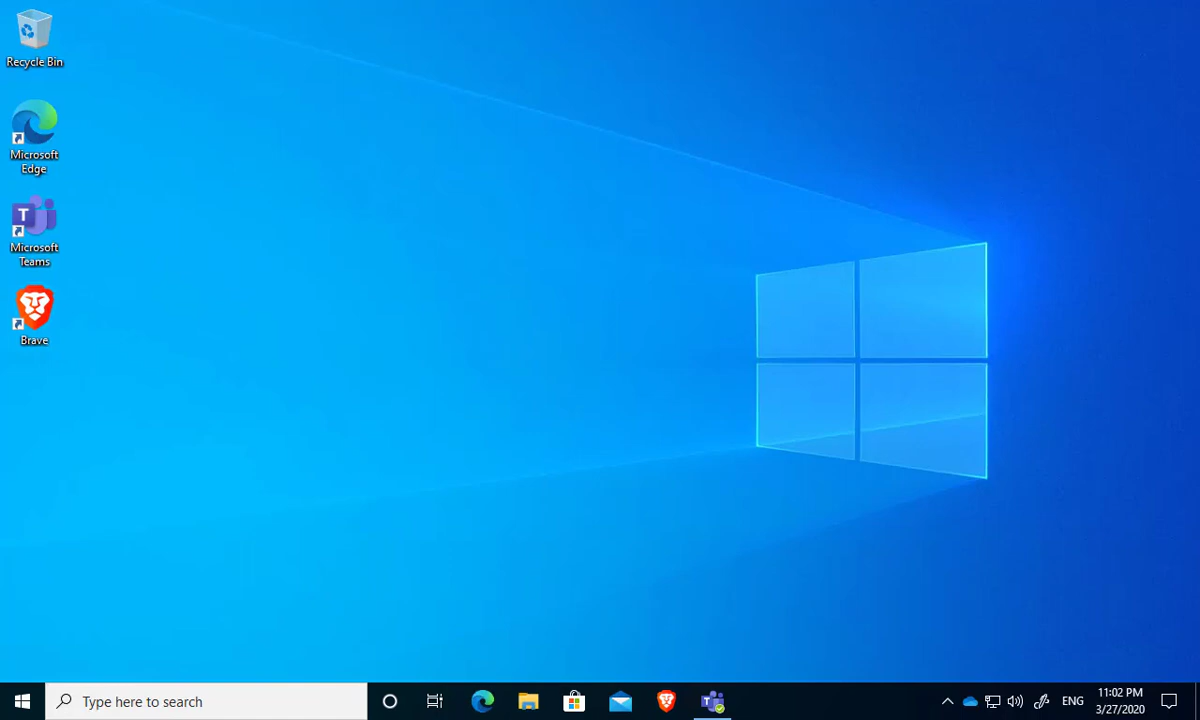 Recycle Bin
Microsoft
Edge
T
Microsoft
Teams
Brave
Type here to search
ENG
11:02 PM
3/27/2020